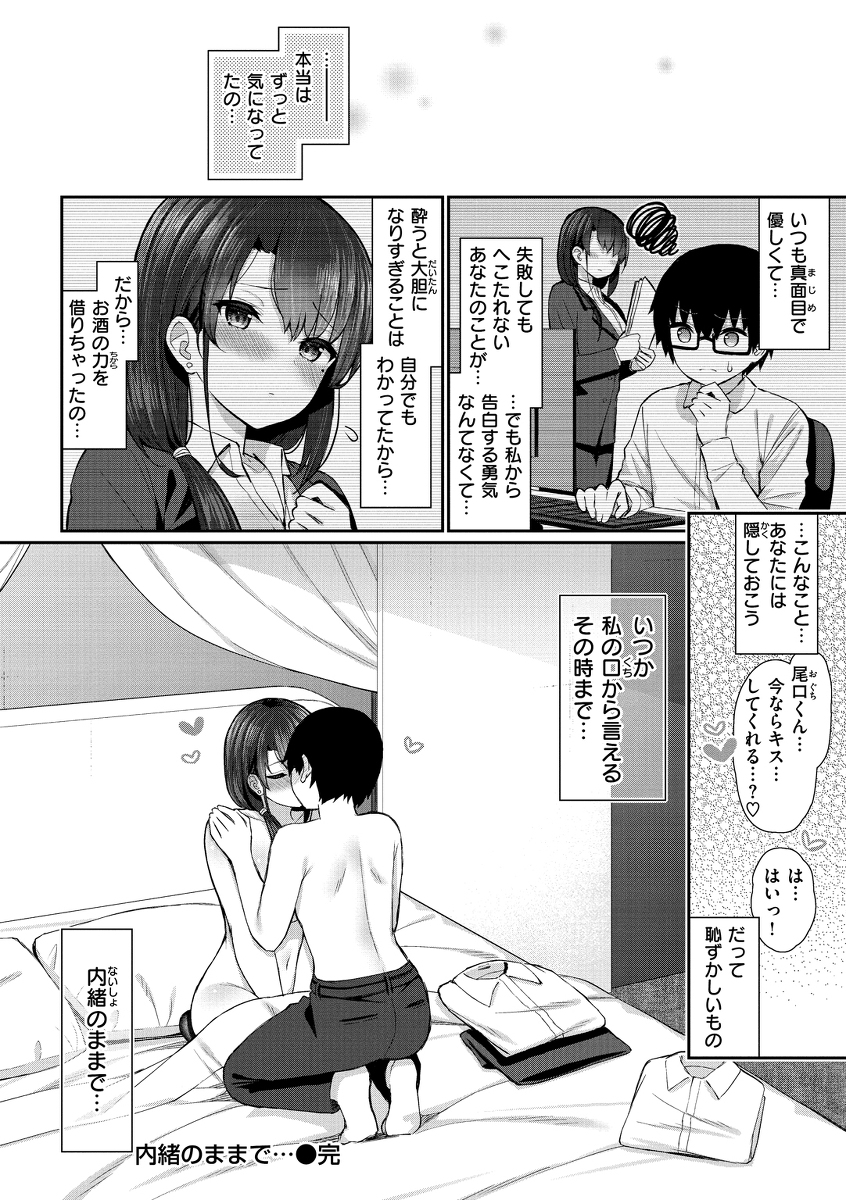 ……
本当は
ずっと
気になって
たの…
いつも真面目で
優しくて…
失敗しても
へこたれない
あなたのことが…
…でも私から
告白する勇気
なんてなくて…
酔うと大胆に
なりすぎることは
自分でも
わかってたから…
だから…
お酒の力を
借りちゃったの…
…こんなこと…
あなたには
隠しておこう
尾口くん…
今ならキス…
してくれる…?♡
は…
はいっ!
だって
恥ずかしいもの
いつか
私の口から言える
その時まで…
内緒のままで…
内緒のままで…●完